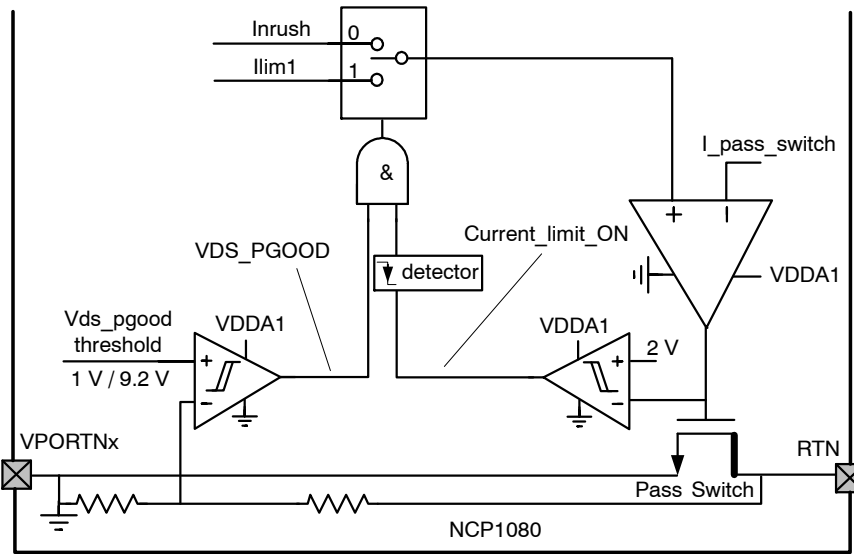 Inrush
0
Ilim1
1
I_pass_switch
&
+
−
Current_limit_ON
VDS_PGOOD
detector
VDDA1
Vds_pgood
threshold
VDDA1
VDDA1
+
+
2 V
1 V / 9.2 V
−
−
VPORTNx
RTN
Pass Switch
NCP1080